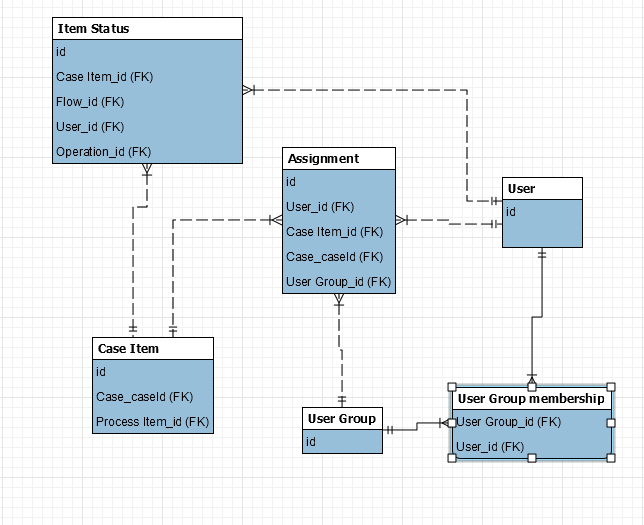 Item Status
id
Case Item_id (FK)
Flow_id (FK)
User_id (FK)
Operation_id (FK)
Assignment
id
User_id (FK)
Case Item_id (FK)
Case_caseId (FK)
User Group_id (FK)
User
id
Case Item
id
Case_caseId (FK)
Process Item_id (FK)
User Group
id
User Group membership
User Group_id (FK)
User_id (FK)